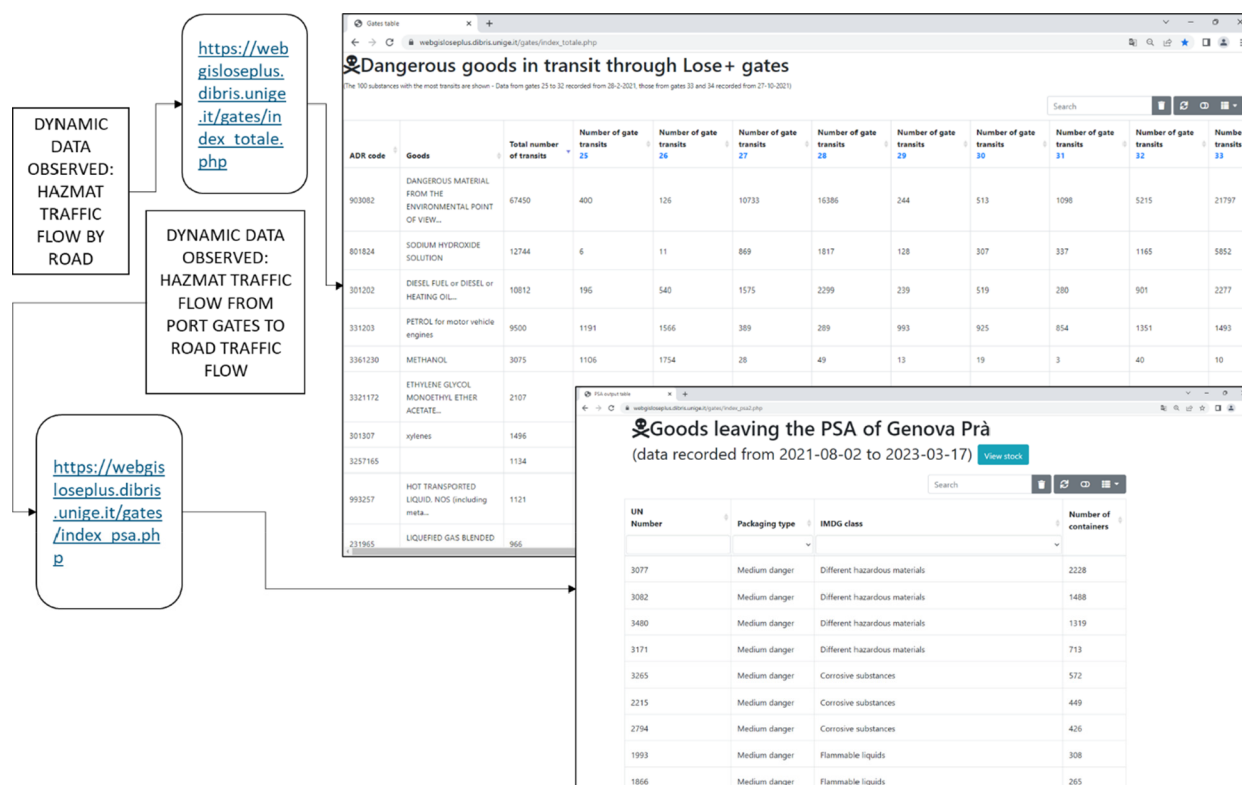 DYNAMIC
DATA
OBSERVED:
HAZMAT
TRAFFIC
FLOW BY
ROAD
https://web
gisloseplus.
dibris.unige
.it/gates/in
dex_totale.
php
DYNAMIC DATA
OBSERVED:
HAZMAT TRAFFIC
FLOW FROM
PORT GATES TO
ROAD TRAFFIC
FLOW
https://webgis
loseplus.dibris
.unige.it/gates
/index_psa.ph
p
Gates table
webgisloseplus.dibris.unige.it/gates/index_totale.php
Dangerous goods in transit through Lose+ gates
(The 100 substances with the most transits are shown - Data from gates 25 to 32 recorded from 28-2-2021, those from gates 33 and 34 recorded from 27-10-2021)
Search
ADR code Goods Total number of transits Number of gate transits 25 Number of gate transits 26 Number of gate transits 27 Number of gate transits 28 Number of gate transits 29 Number of gate transits 30 Number of gate transits 31 Number of gate transits 32 Numbe transits 33
903082 DANGEROUS MATERIAL FROM THE ENVIRONMENTAL POINT OF VIEW... 67450 400 126 10733 16386 244 513 1098 5215 21797
801824 SODIUM HYDROXIDE SOLUTION 12744 6 11 869 1817 128 307 337 1165 5852
301202 DIESEL FUEL or DIESEL or HEATING OIL... 10812 196 540 1575 2299 239 519 280 901 2277
331203 PETROL for motor vehicle engines 9500 1191 1566 389 289 993 925 854 1351 1493
3361230 METHANOL 3075 1106 1754 28 49 13 19 3 40 10
3321172 ETHYLENE GLYCOL MONOETHYL ETHER ACETATE... 2107
301307 xylenes 1496
3257165 1134
993257 HOT TRANSPORTED LIQUID. NOS (including meta... 1121
231965 LIQUEFIED GAS BLENDED 966
PSA output table
webgisloseplus.dibris.unige.it/gates/index_psa2.php
Goods leaving the PSA of Genova Prà
(data recorded from 2021-08-02 to 2023-03-17) View stock
Search
UN Number Packaging type IMDG class Number of containers
3077 Medium danger Different hazardous materials 2228
3082 Medium danger Different hazardous materials 1488
3480 Medium danger Different hazardous materials 1319
3171 Medium danger Different hazardous materials 713
3265 Medium danger Corrosive substances 572
2215 Medium danger Corrosive substances 449
2794 Medium danger Corrosive substances 426
1993 Medium danger Flammable liquids 308
1866 Medium danger Flammable liquids 265